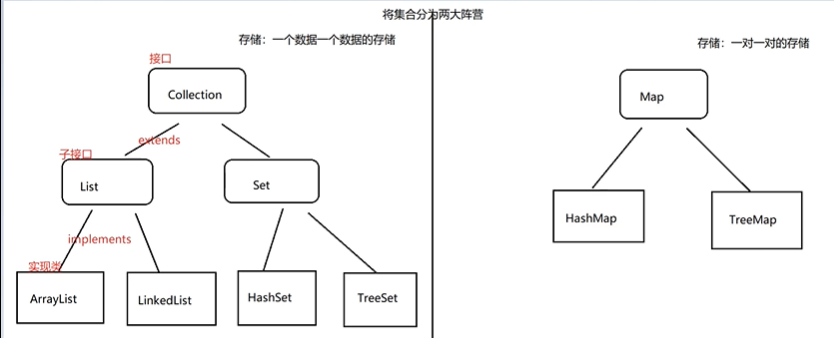 将集合分为两大阵营
存储：一个数据一个数据的存储
存储：一对一对的存储
接口
Collection
Map
extends
子接口
List
Set
HashMap
TreeMap
implements
实现类
ArrayList
LinkedList
HashSet
TreeSet